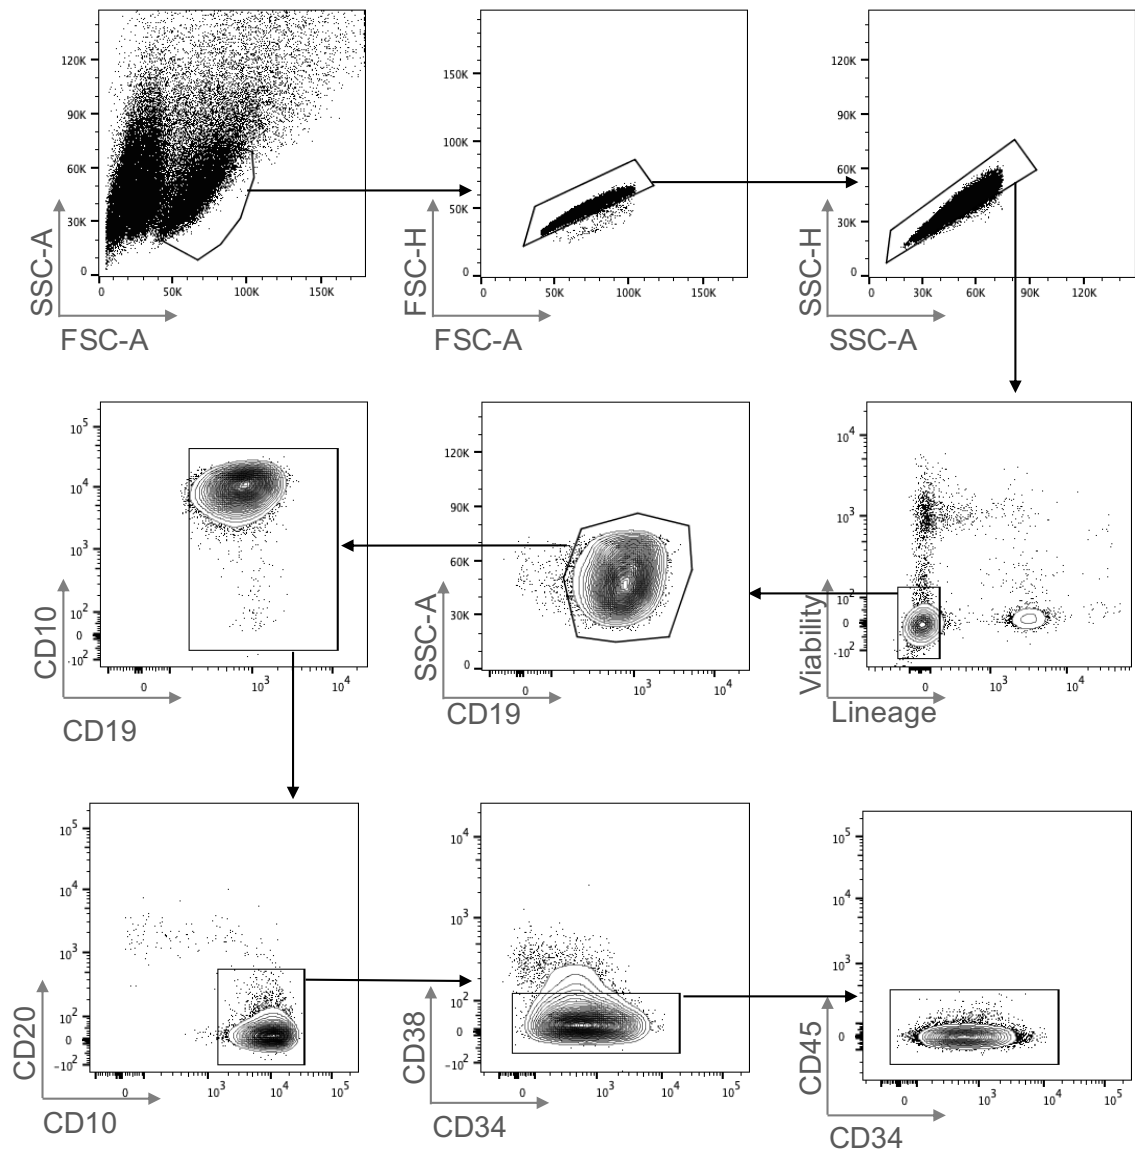 120K
90K
60K
30K
0
SSC-A
0 50K 100K 150K
FSC-A
150K
100K
50K
0
FSC-H
0 50K 100K 150K
FSC-A
120K
90K
60K
30K
0
SSC-H
0 30K 60K 90K 120K
SSC-A
10^5
10^4
10^3
10^2
0
-10^2
CD10
0 10^3 10^4
CD19
120K
90K
60K
30K
0
SSC-A
0 10^3 10^4
CD19
10^4
10^3
10^2
0
-10^2
Viability
0 10^3 10^4
Lineage
10^5
10^4
10^3
10^2
0
-10^2
CD20
0 10^3 10^4 10^5
CD10
10^4
10^3
10^2
0
-10^2
CD38
0 10^3 10^4
CD34
10^5
10^4
10^3
0
CD45
0 10^3 10^4 10^5
CD34